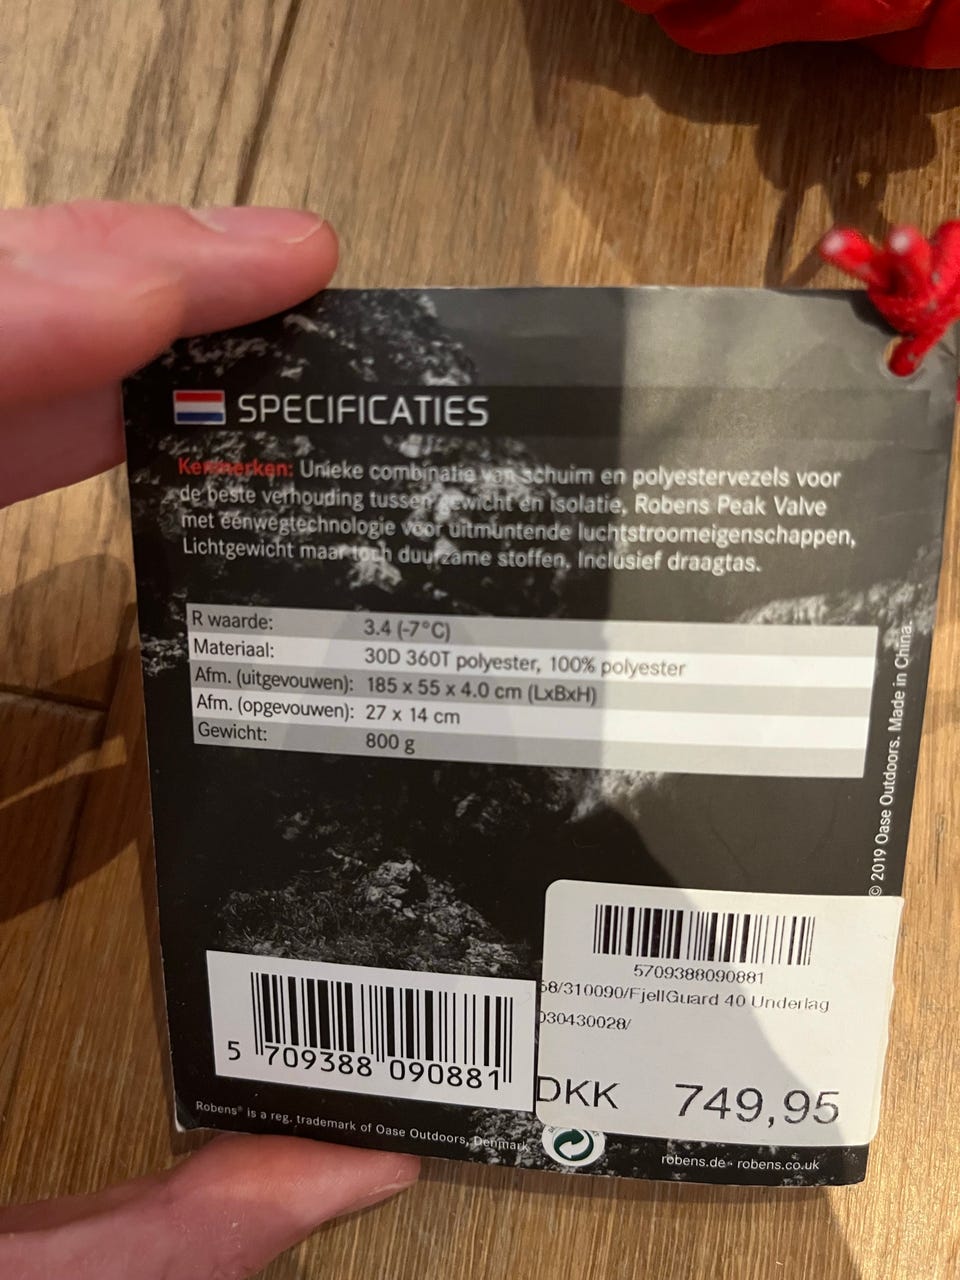 SPECIFICATIES
Kenmerken: Unieke combinatie van schuim en polyestervezels voor
de beste verhouding tussen gewicht en isolatie, Robens Peak Valve
met éénwegtechnologie voor uitmuntende luchtstroomeigenschappen,
Lichtgewicht maar toch duurzame stoffen. Inclusief draagtas.
R waarde: 3.4 (-7°C)
Materiaal: 30D 360T polyester, 100% polyester
Afm. (uitgevouwen): 185 x 55 x 4.0 cm (LxBxH)
Afm. (opgevouwen): 27 x 14 cm
Gewicht: 800 g
© 2019 Oase Outdoors. Made in China.
5709388090881
68/310090/FjellGuard 40 Underlag
030430028/
DKK 749,95
5 709388 090881
Robens® is a reg. trademark of Oase Outdoors, Denmark
robens.de - robens.co.uk